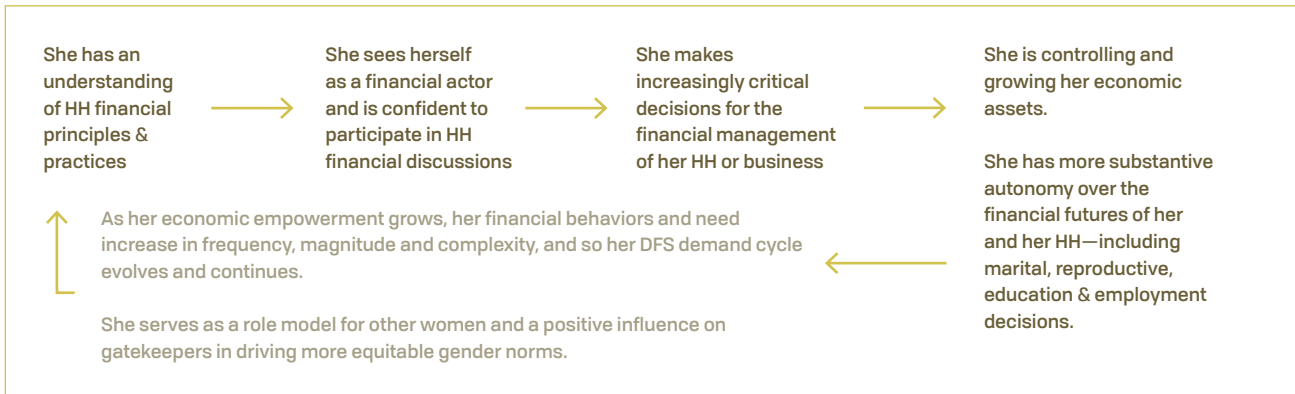 She has an
understanding
of HH financial
principles &
practices
She sees herself
as a financial actor
and is confident to
participate in HH
financial discussions
She makes
increasingly critical
decisions for the
financial management
of her HH or business
She is controlling and
growing her economic
assets.
She has more substantive
autonomy over the
financial futures of her
and her HH—including
marital, reproductive,
education & employment
decisions.
As her economic empowerment grows, her financial behaviors and need
increase in frequency, magnitude and complexity, and so her DFS demand cycle
evolves and continues.
She serves as a role model for other women and a positive influence on
gatekeepers in driving more equitable gender norms.